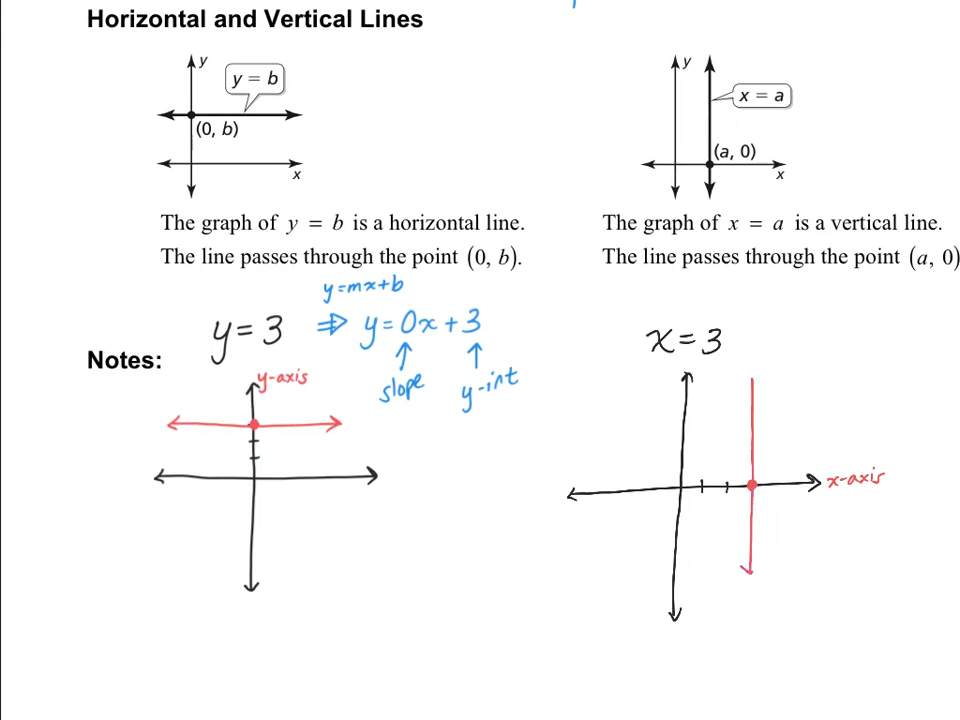 Horizontal and Vertical Lines
y
y = b
(0, b)
x
y
x = a
(a, 0)
x
The graph of y = b is a horizontal line.
The line passes through the point (0, b).
The graph of x = a is a vertical line.
The line passes through the point (a, 0)
y=mx+b
y=3 ⇒ y=0x+3
x=3
Notes:
y-axis
slope
y-int
x-axis